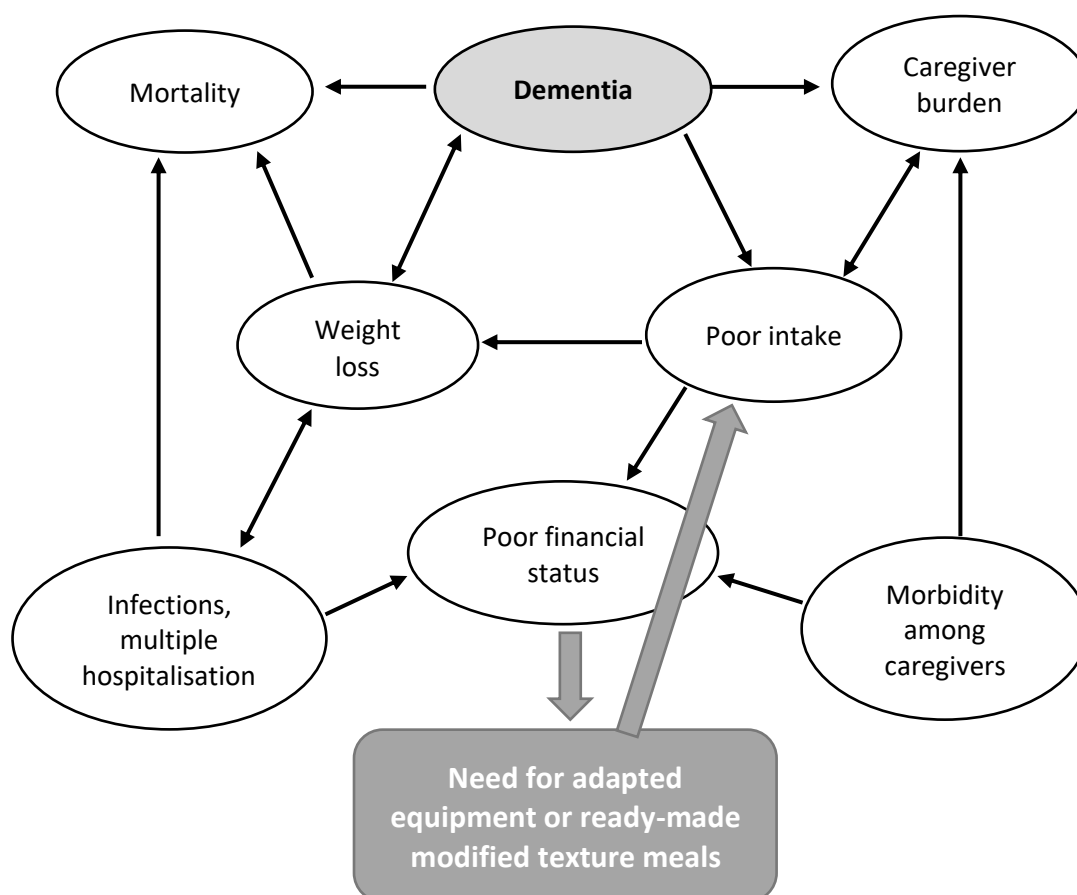 Mortality
Dementia
Caregiver
burden
Weight
loss
Poor intake
Poor financial
status
Infections,
multiple
hospitalisation
Morbidity
among
caregivers
Need for adapted
equipment or ready-made
modified texture meals